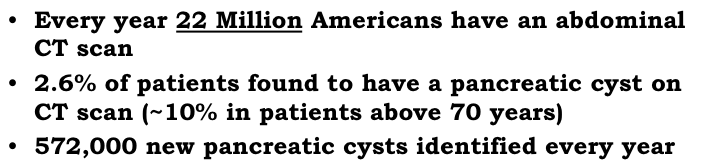 • Every year 22 Million Americans have an abdominal
CT scan
• 2.6% of patients found to have a pancreatic cyst on
CT scan (~10% in patients above 70 years)
• 572,000 new pancreatic cysts identified every year